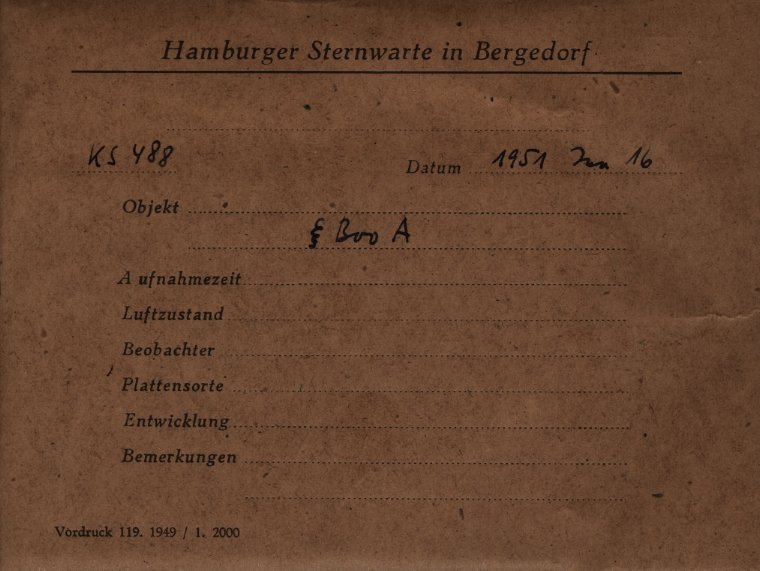 Hamburger Sternwarte in Bergedorf
KS 488 Datum 1951 Jun 16
Objekt
ξ Boo A
Aufnahmezeit
Luftzustand
Beobachter
Plattensorte
Entwicklung
Bemerkungen
Vordruck 119. 1949 / 1. 2000